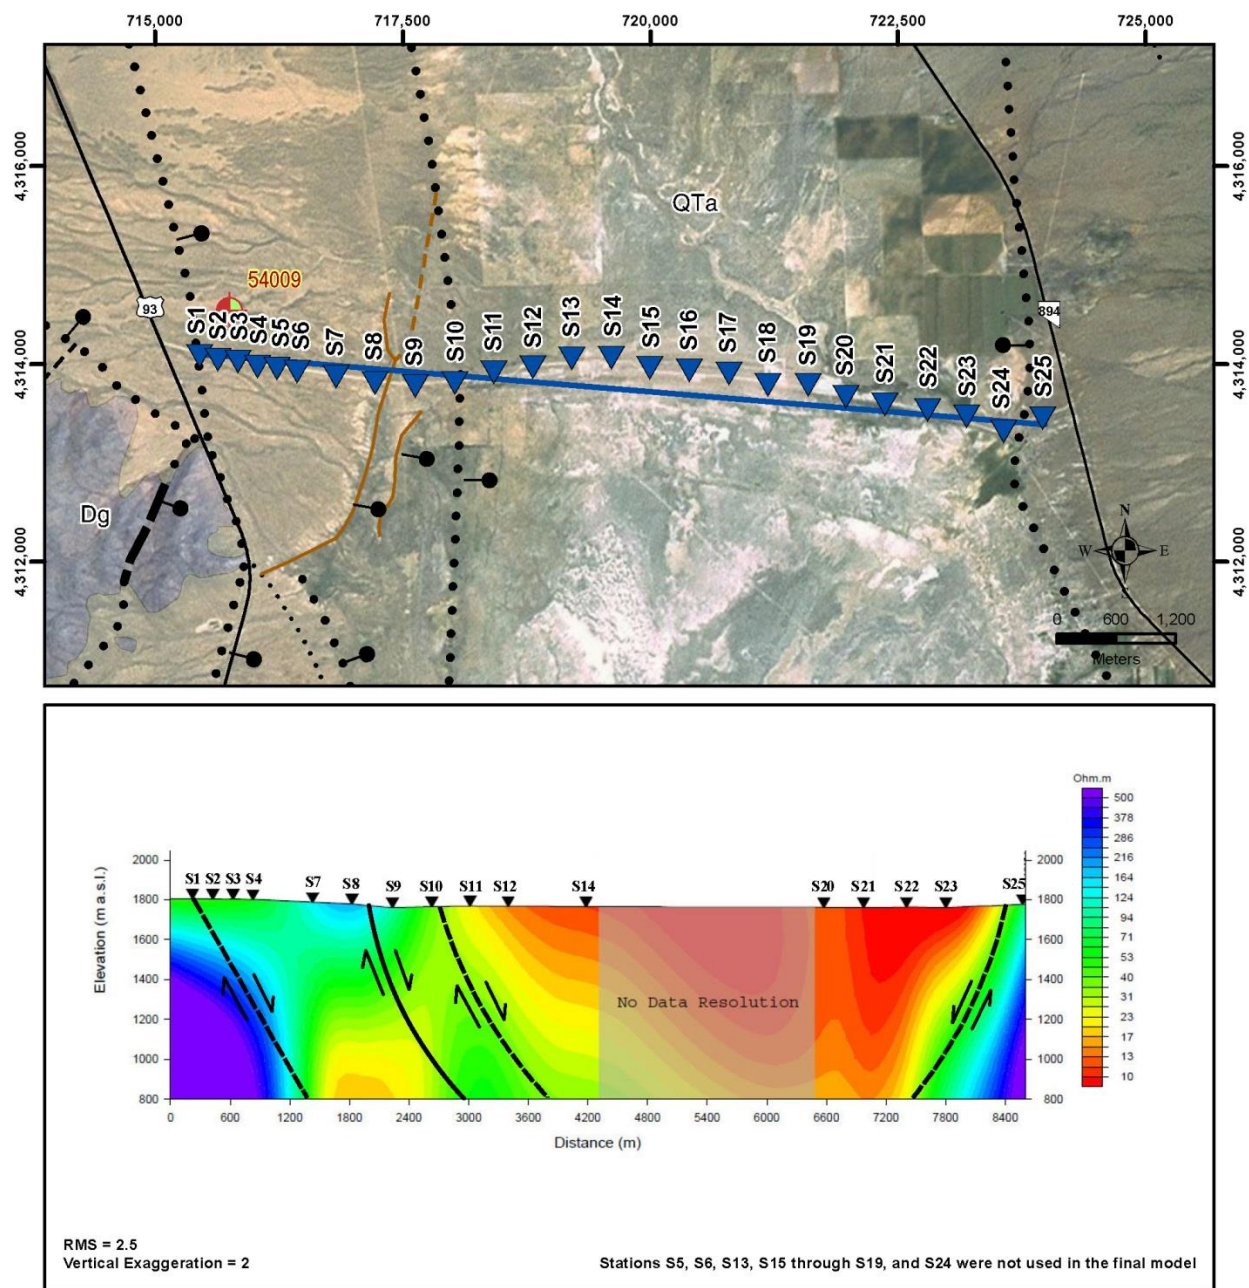 715,000 717,500 720,000 722,500 725,000
4,316,000 4,316,000
QTa
54009
93
894
S1 S2 S3 S4 S5 S6 S7 S8 S9 S10 S11 S12 S13 S14 S15 S16 S17 S18 S19 S20 S21 S22 S23 S24 S25
4,314,000 4,314,000
Dg
N
W E
S
4,312,000 4,312,000
0 600 1,200
Meters
Ohm.m
500
378
286
216
164
124
94
71
53
40
31
23
17
13
10
Elevation (m a.s.l.)
2000 2000
S1 S2 S3 S4 S7 S8 S9 S10 S11 S12 S14 S20 S21 S22 S23 S25
1800 1800
1600 1600
1400 1400
1200 1200
1000 1000
800 800
No Data Resolution
0 600 1200 1800 2400 3000 3600 4200 4800 5400 6000 6600 7200 7800 8400
Distance (m)
RMS = 2.5
Vertical Exaggeration = 2
Stations S5, S6, S13, S15 through S19, and S24 were not used in the final model